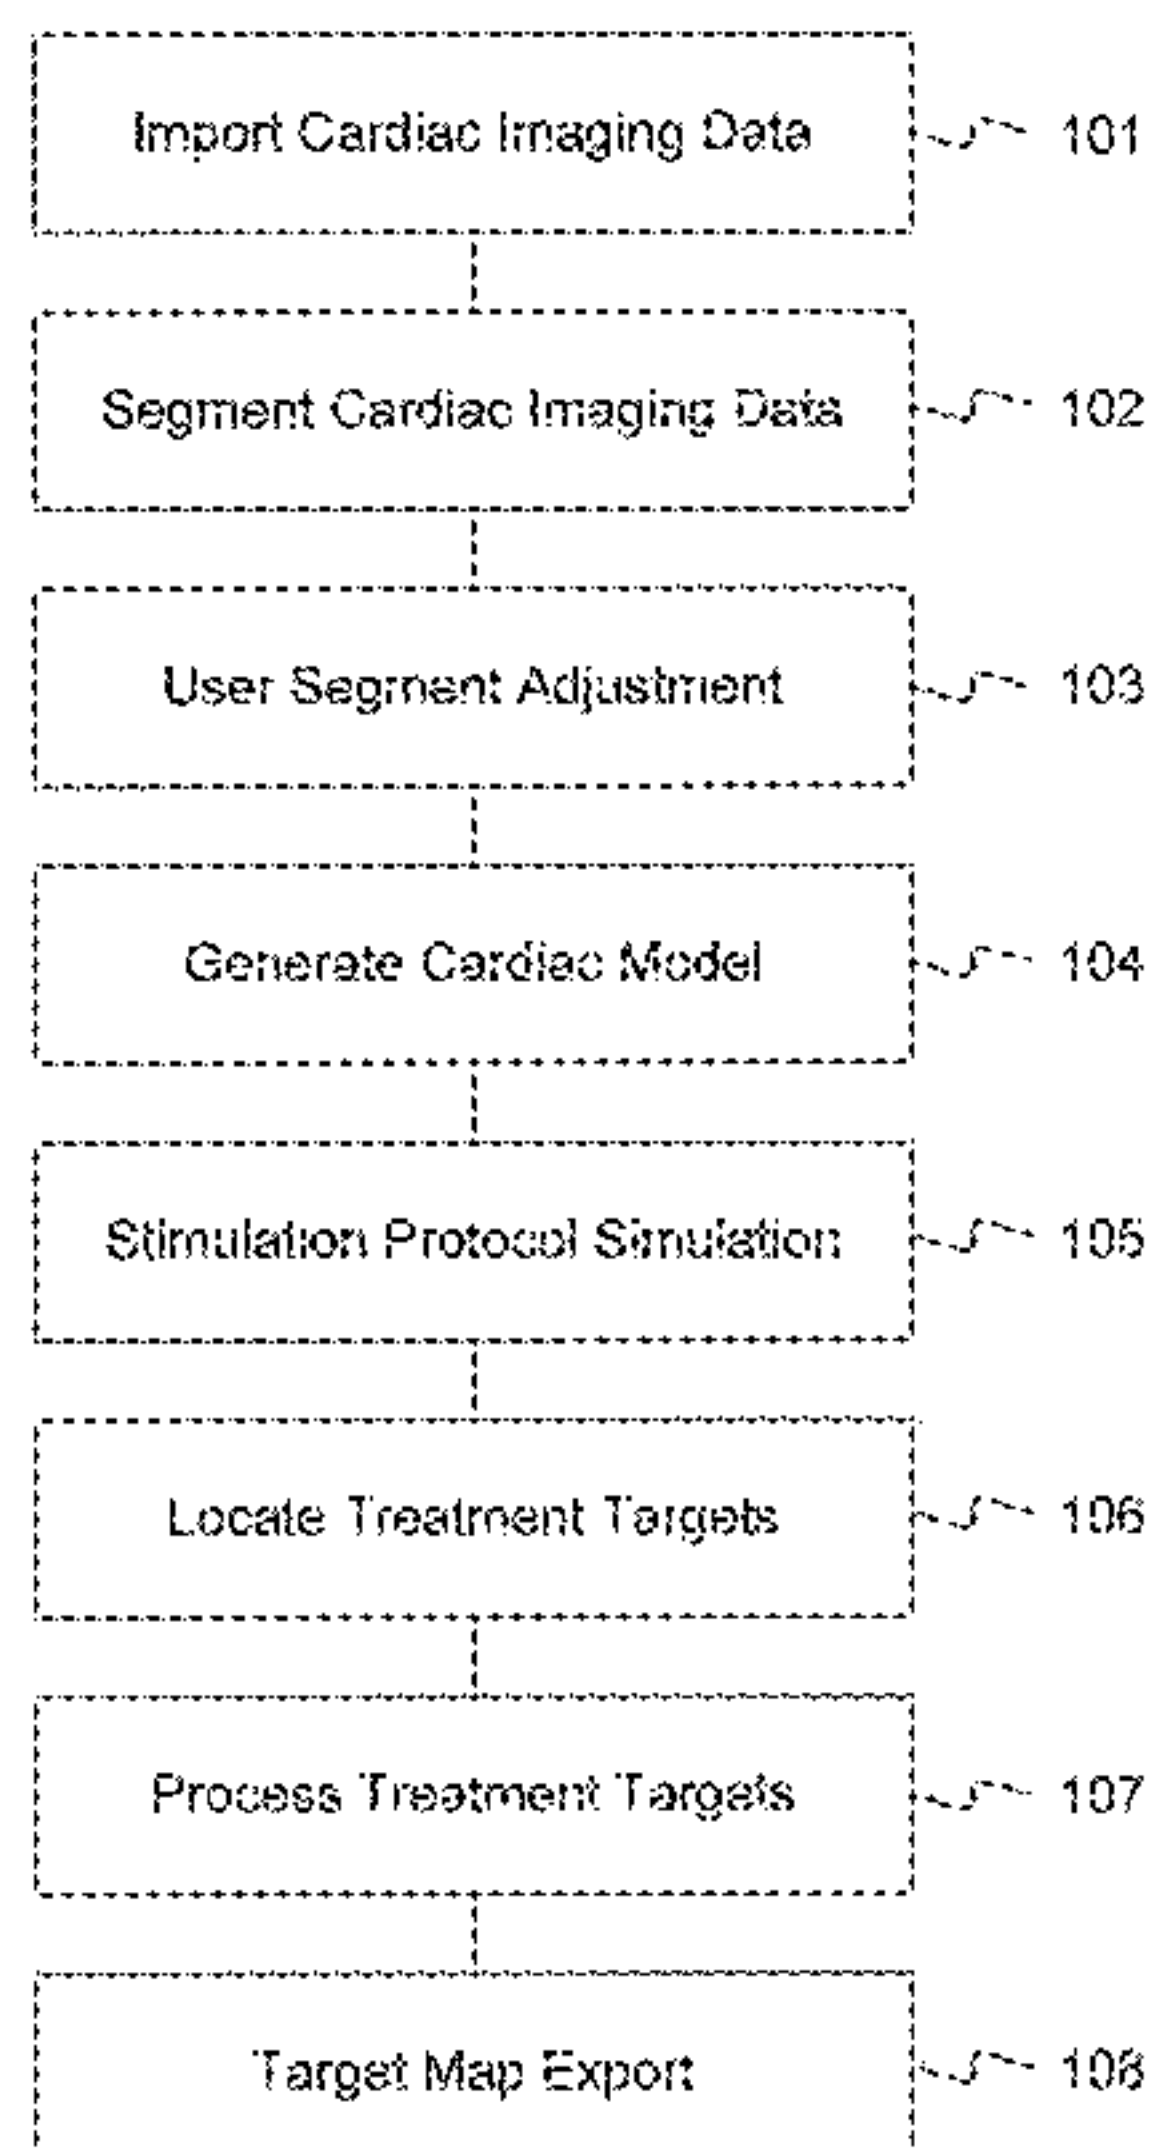 Import Cardiac Imaging Data
101
Segment Cardiac Imaging Data
102
User Segment Adjustment
103
Generate Cardiac Model
104
Stimulation Protocol Simulation
105
Locate Treatment Targets
106
Process Treatment Targets
107
Target Map Export
108